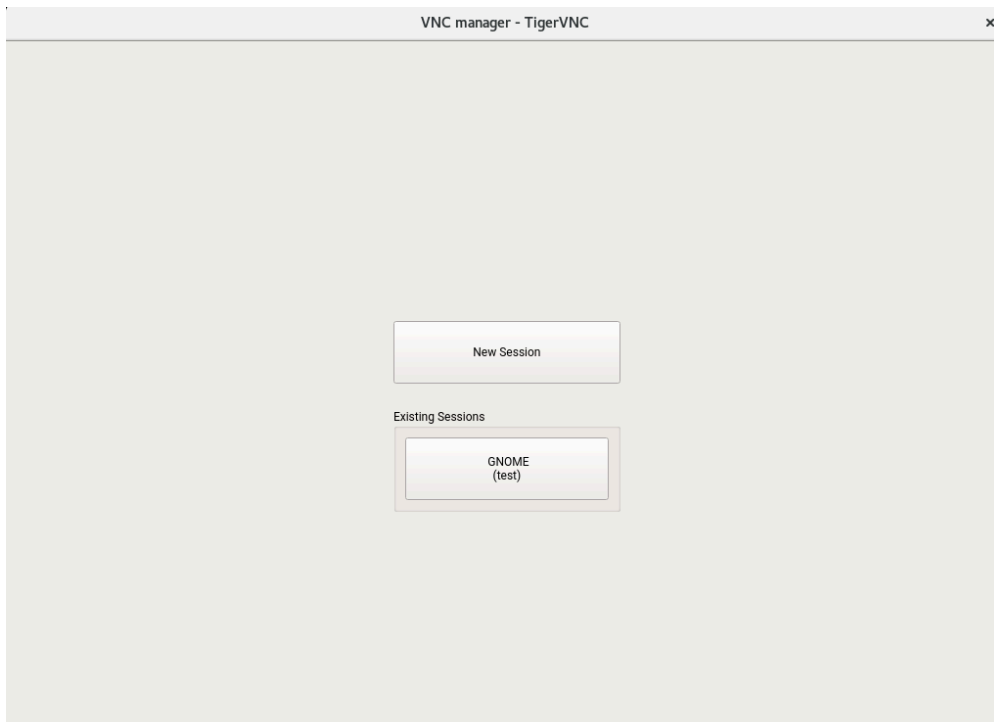 VNC manager - TigerVNC
New Session
Existing Sessions
GNOME
(test)